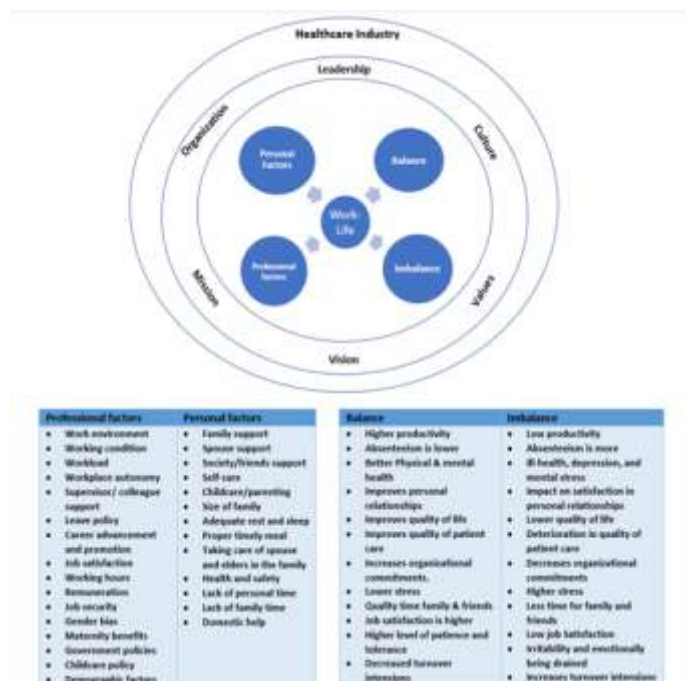 Healthcare Industry
Leadership
Organization
Culture
Personal
Factors
Balance
Work-
Life
Professional
factors
Imbalance
Mission
Values
Vision
Professional factors
• Work environment
• Working condition
• Workload
• Workplace autonomy
• Supervisor/ colleague
support
• Leave policy
• Career advancement
and promotion
• Job satisfaction
• Working hours
• Remuneration
• Job security
• Gender bias
• Maternity benefits
• Government policies
• Childcare policy
• Demographic factors
Personal factors
• Family support
• Spouse support
• Society/friends support
• Self-care
• Childcare/parenting
• Size of family
• Adequate rest and sleep
• Proper timely meal
• Taking care of spouse
and elders in the family
• Health and safety
• Lack of personal time
• Lack of family time
• Domestic help
Balance
• Higher productivity
• Absenteeism is lower
• Better Physical & mental
health
• Improves personal
relationships
• Improves quality of life
• Improves quality of patient
care
• Increases organizational
commitments.
• Lower stress
• Quality time family & friends
• Job satisfaction is higher
• Higher level of patience and
tolerance
• Decreased turnover
intensions
Imbalance
• Low productivity
• Absenteeism is more
• Ill health, depression, and
mental stress
• Impact on satisfaction in
personal relationships
• Lower quality of life
• Deterioration in quality of
patient care
• Decreases organizational
commitments
• Higher stress
• Less time for family and
friends
• Low job Satisfaction
• Irritability and emotionally
being drained
• Increases turnover intensions